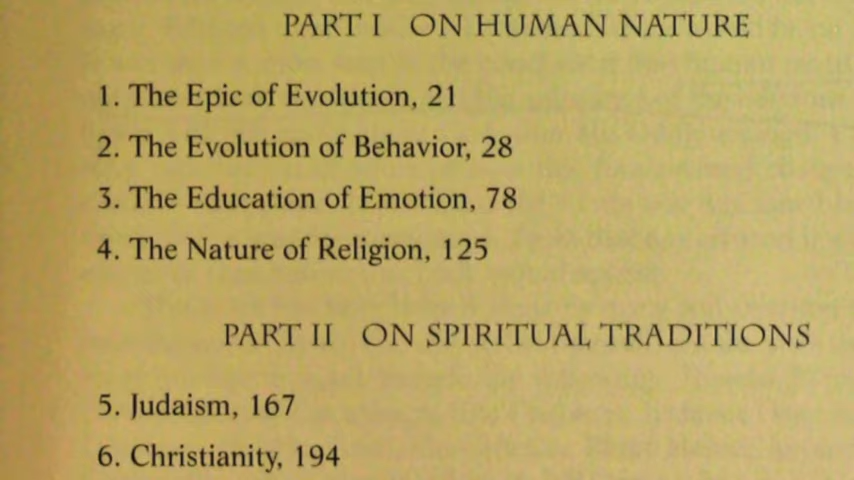 PART I ON HUMAN NATURE
1. The Epic of Evolution, 21
2. The Evolution of Behavior, 28
3. The Education of Emotion, 78
4. The Nature of Religion, 125
PART II ON SPIRITUAL TRADITIONS
5. Judaism, 167
6. Christianity, 194